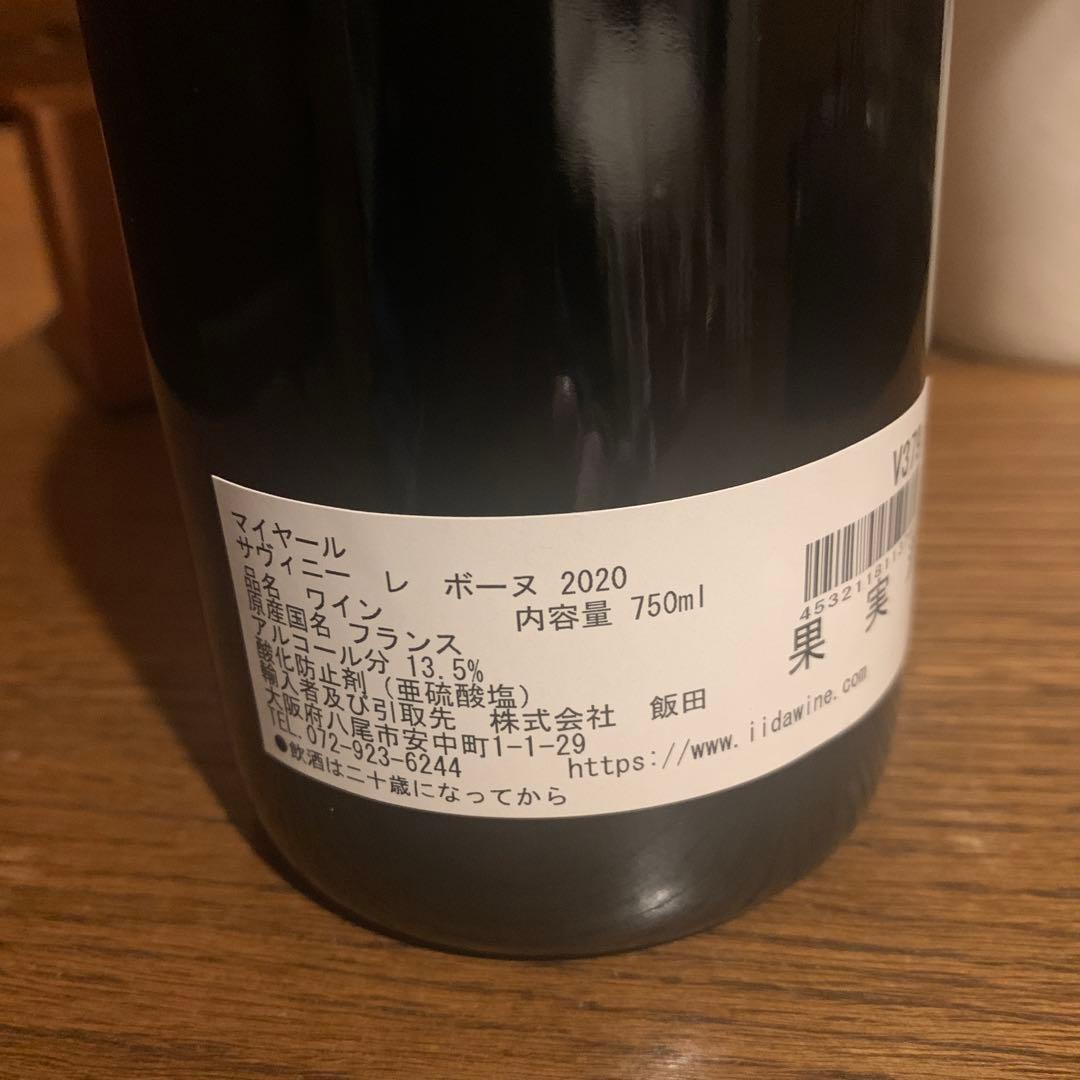 マイヤール
サヴィニー レ ボーヌ 2020
品名 ワイン 内容量 750ml
原産国名 フランス
アルコール分 13.5%
酸化防止剤（亜硫酸塩）
輸入者及び引取先 株式会社 飯田
大阪府八尾市安中町1-1-29
TEL.072-923-6244 https://www.iidawine.com
●飲酒は二十歳になってから
V379
4532118113
果実